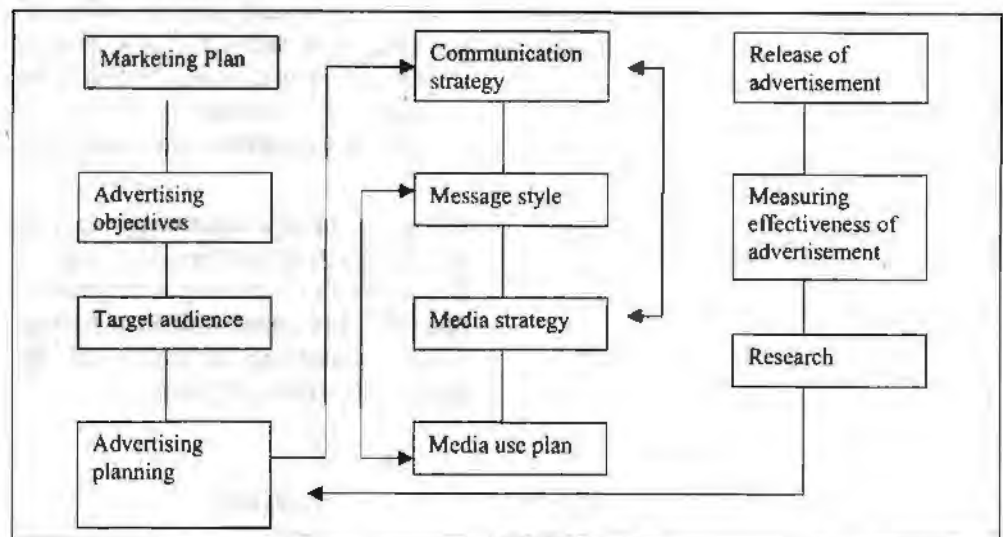 Marketing Plan
Advertising
objectives
Target audience
Advertising
planning
Communication
strategy
Message style
Media strategy
Media use plan
Release of
advertisement
Measuring
effectiveness of
advertisement
Research